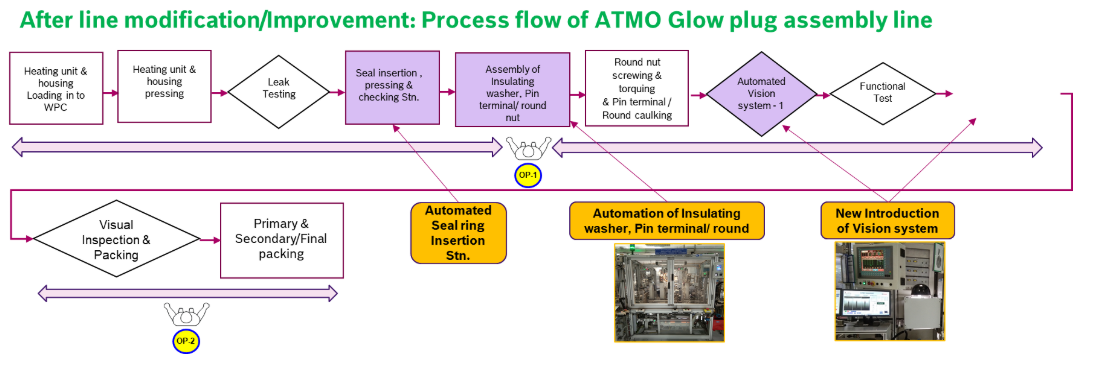 After line modification/Improvement: Process flow of ATMO Glow plug assembly line
Heating unit &
housing
Loading in to
WPC
Heating unit &
housing
pressing
Leak
Testing
Seal insertion ,
pressing &
checking Stn.
Assembly of
Insulating
washer, Pin
terminal/ round
nut
Round nut
screwing &
torquing
& Pin terminal /
Round caulking
Automated
Vision
system - 1
Functional
Test
OP-1
Visual
Inspection &
Packing
Primary &
Secondary/Final
packing
Automated
Seal ring
Insertion
Stn.
Automation of Insulating
washer, Pin terminal/ round
New Introduction
of Vision system
OP-2